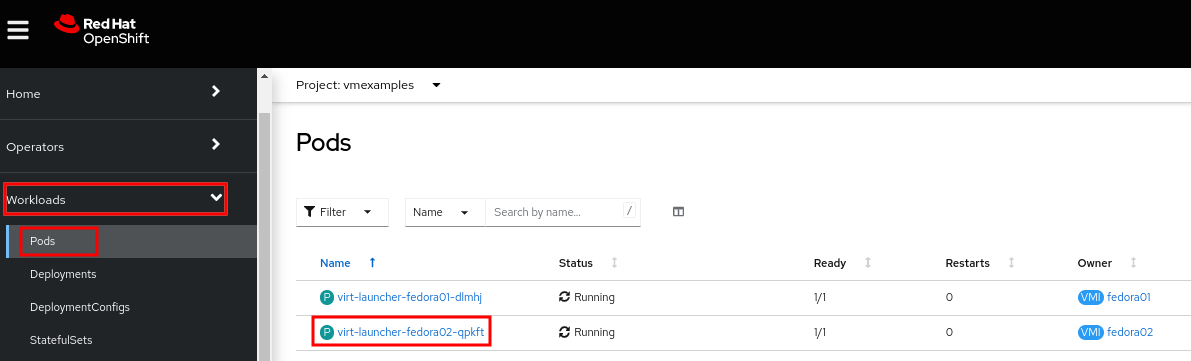 Red Hat
OpenShift
Home
Operators
Workloads
Pods
Deployments
DeploymentConfigs
StatefulSets
Project: vmexamples
Pods
Filter Name Search by name... /
Name Status Ready Restarts Owner
P virt-launcher-fedora01-dlmhj Running 1/1 0 VMI fedora01
P virt-launcher-fedora02-qpkft Running 1/1 0 VMI fedora02